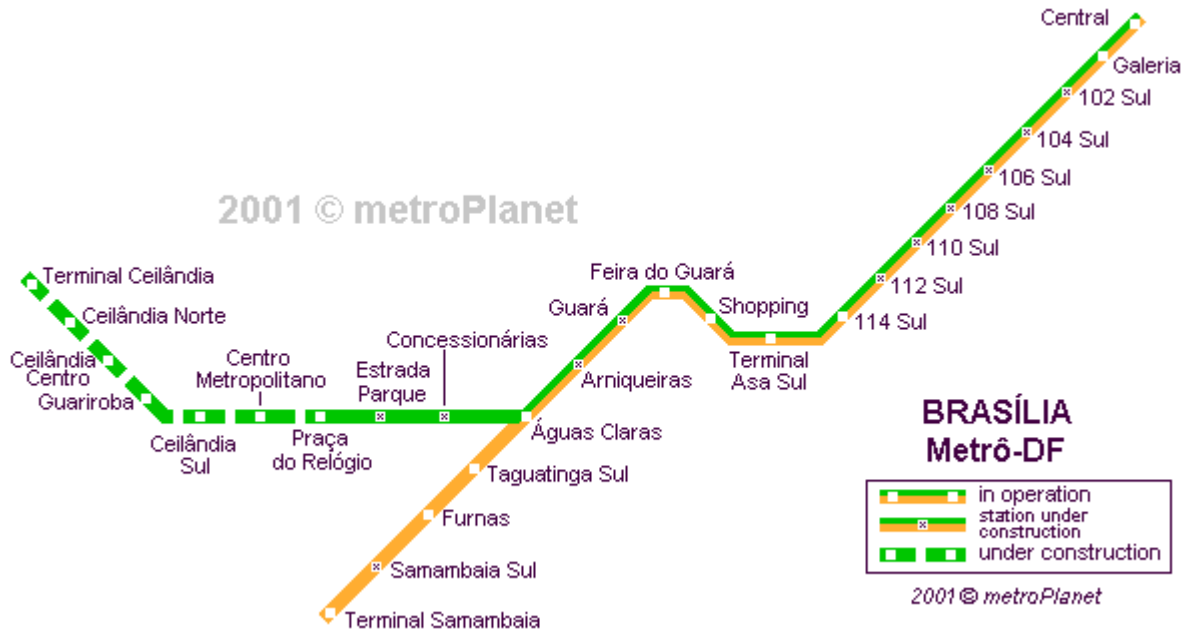 Central
Galeria
102 Sul
104 Sul
106 Sul
108 Sul
110 Sul
112 Sul
114 Sul
2001 © metroPlanet
Feira do Guará
Shopping
Guará
Terminal
Asa Sul
Arniqueiras
Concessionárias
Estrada
Parque
Centro
Metropolitano
Terminal Ceilândia
Ceilândia Norte
Ceilândia
Centro
Guariroba
Ceilândia
Sul
Praça
do Relógio
Águas Claras
Taguatinga Sul
Furnas
Samambaia Sul
Terminal Samambaia
BRASÍLIA
Metrô-DF
in operation
station under
construction
under construction
2001 © metroPlanet